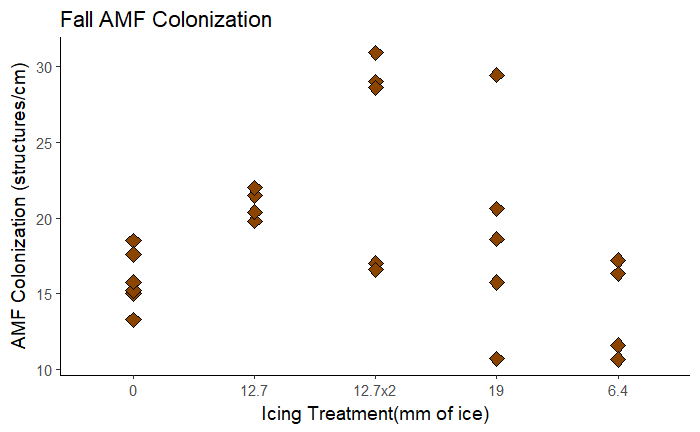 Fall AMF Colonization
AMF Colonization (structures/cm)
30
25
20
15
10
0 12.7 12.7x2 19 6.4
Icing Treatment(mm of ice)